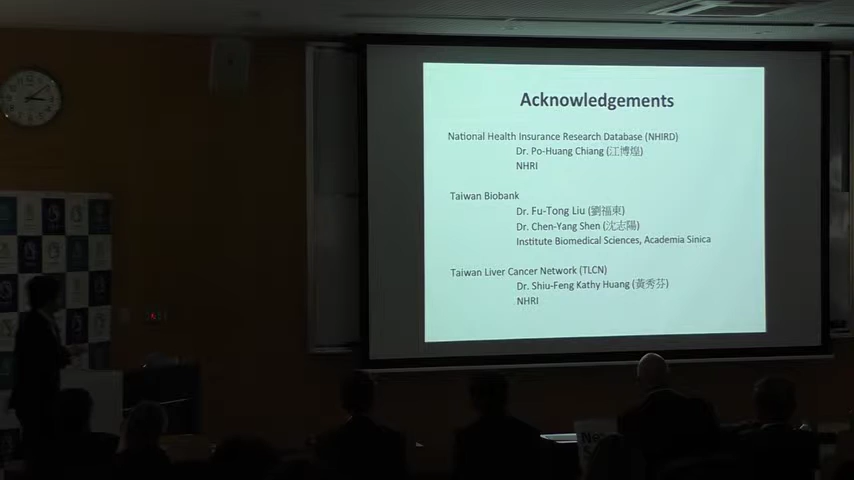 Acknowledgements
National Health Insurance Research Database (NHIRD)
Dr. Po-Huang Chiang (江博煌)
NHRI
Taiwan Biobank
Dr. Fu-Tong Liu (劉福東)
Dr. Chen-Yang Shen (沈志陽)
Institute Biomedical Sciences, Academia Sinica
Taiwan Liver Cancer Network (TLCN)
Dr. Shiu-Feng Kathy Huang (黃秀芬)
NHRI